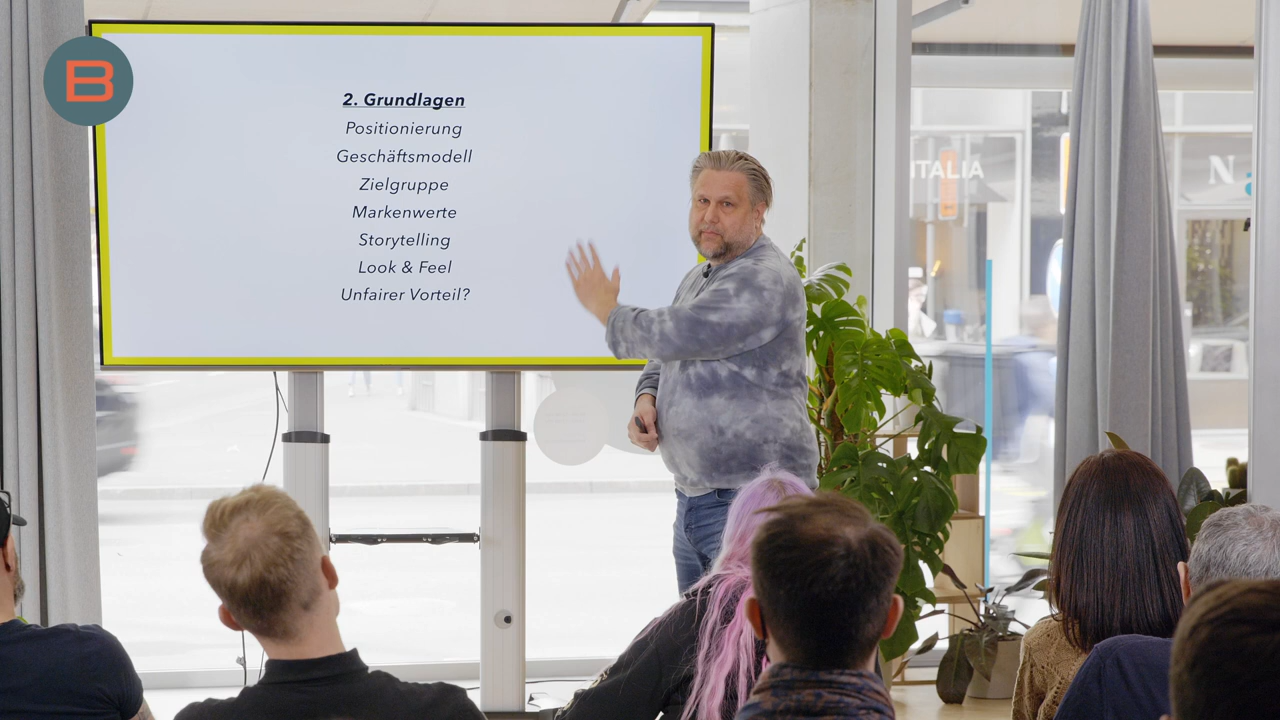 B
2. Grundlagen
Positionierung
Geschäftsmodell
Zielgruppe
Markenwerte
Storytelling
Look & Feel
Unfairer Vorteil?
ITALIA
N